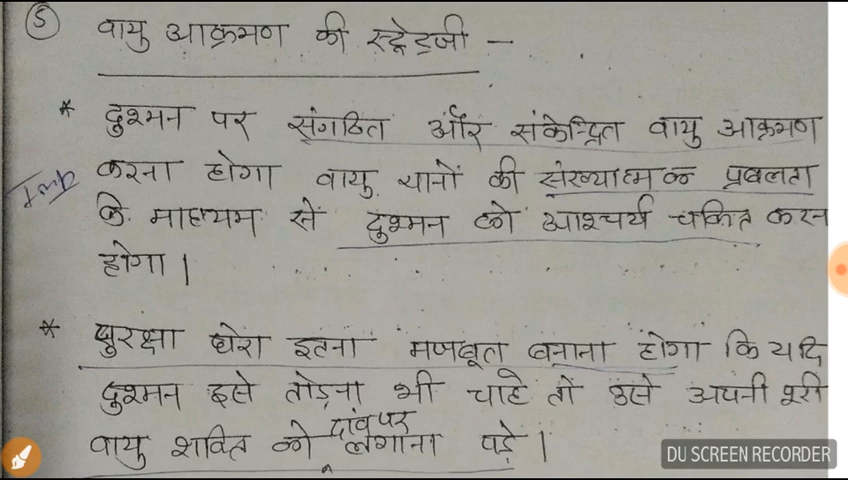 5 वायु आक्रमण की स्ट्रेट्रजी -
* दुश्मन पर संगठित और संकेन्द्रित वायु आक्रमण
Imp करना होगा वायु यानों की संख्यात्मक प्रबलता
के माध्यम से दुश्मन को आश्चर्य चकित करन
होगा।
* सुरक्षा घेरा इतना मजबूत बनाना होगा कि यदि
दुश्मन इसे तोड़ना भी चाहे तो उसे अपनी पूरी
वायु शक्ति को दांव पर लगाना पड़े।
DU SCREEN RECORDER